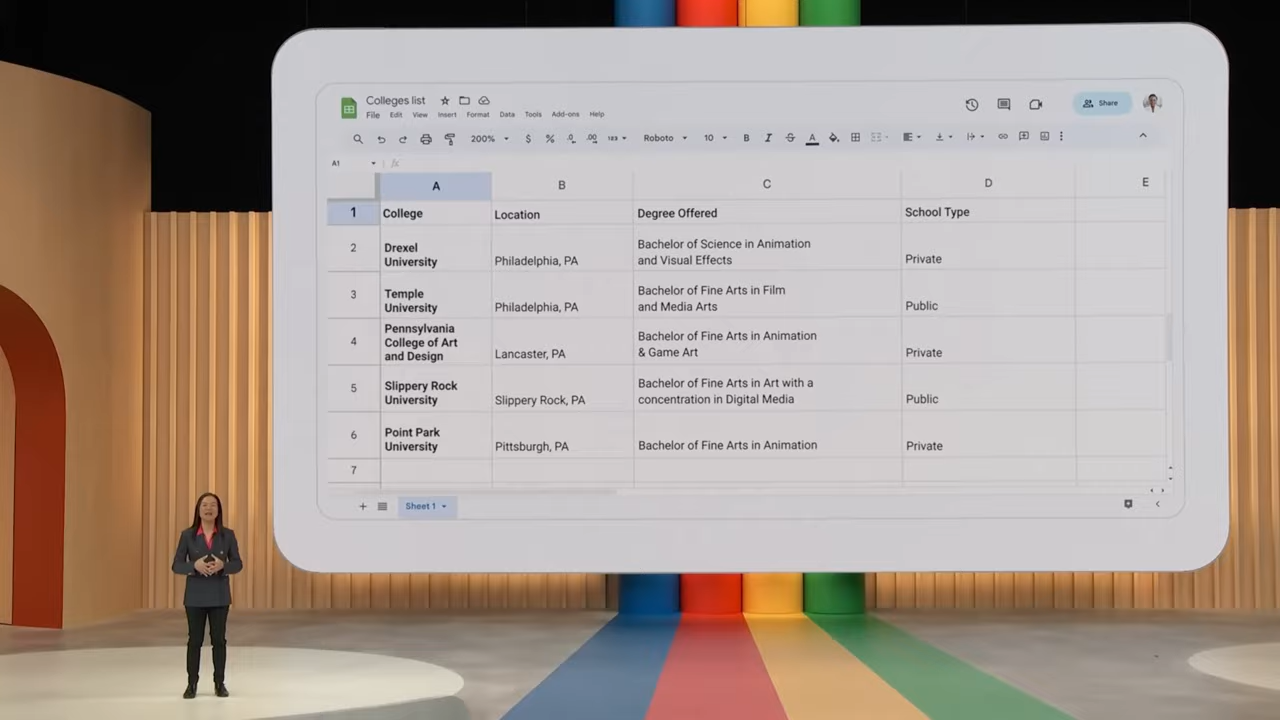 Colleges list
File Edit View Insert Format Data Tools Add-ons Help
Share
200% $ % .0 .00 123 Roboto 10 B I S A
A1 fx
A B C D E
1 College Location Degree Offered School Type
2 Drexel
University
Philadelphia, PA
Bachelor of Science in Animation
and Visual Effects
Private
3 Temple
University
Philadelphia, PA
Bachelor of Fine Arts in Film
and Media Arts
Public
4 Pennsylvania
College of Art
and Design
Lancaster, PA
Bachelor of Fine Arts in Animation
& Game Art
Private
5 Slippery Rock
University
Slippery Rock, PA
Bachelor of Fine Arts in Art with a
concentration in Digital Media
Public
6 Point Park
University
Pittsburgh, PA
Bachelor of Fine Arts in Animation
Private
7
Sheet 1